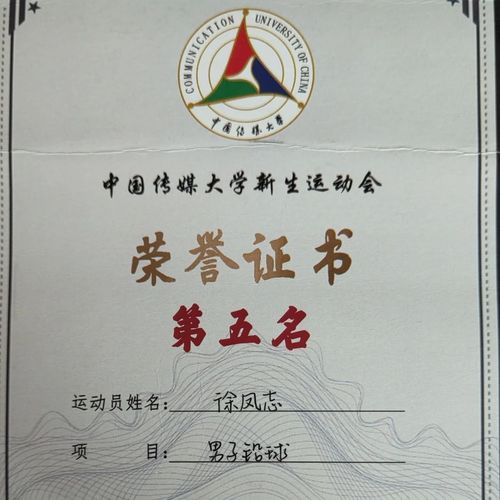 COMMUNICATION UNIVERSITY OF CHINA
中国传媒大学
中国传媒大学新生运动会
荣誉证书
第五名
运动员姓名: 徐凤志
项 目: 男子铅球